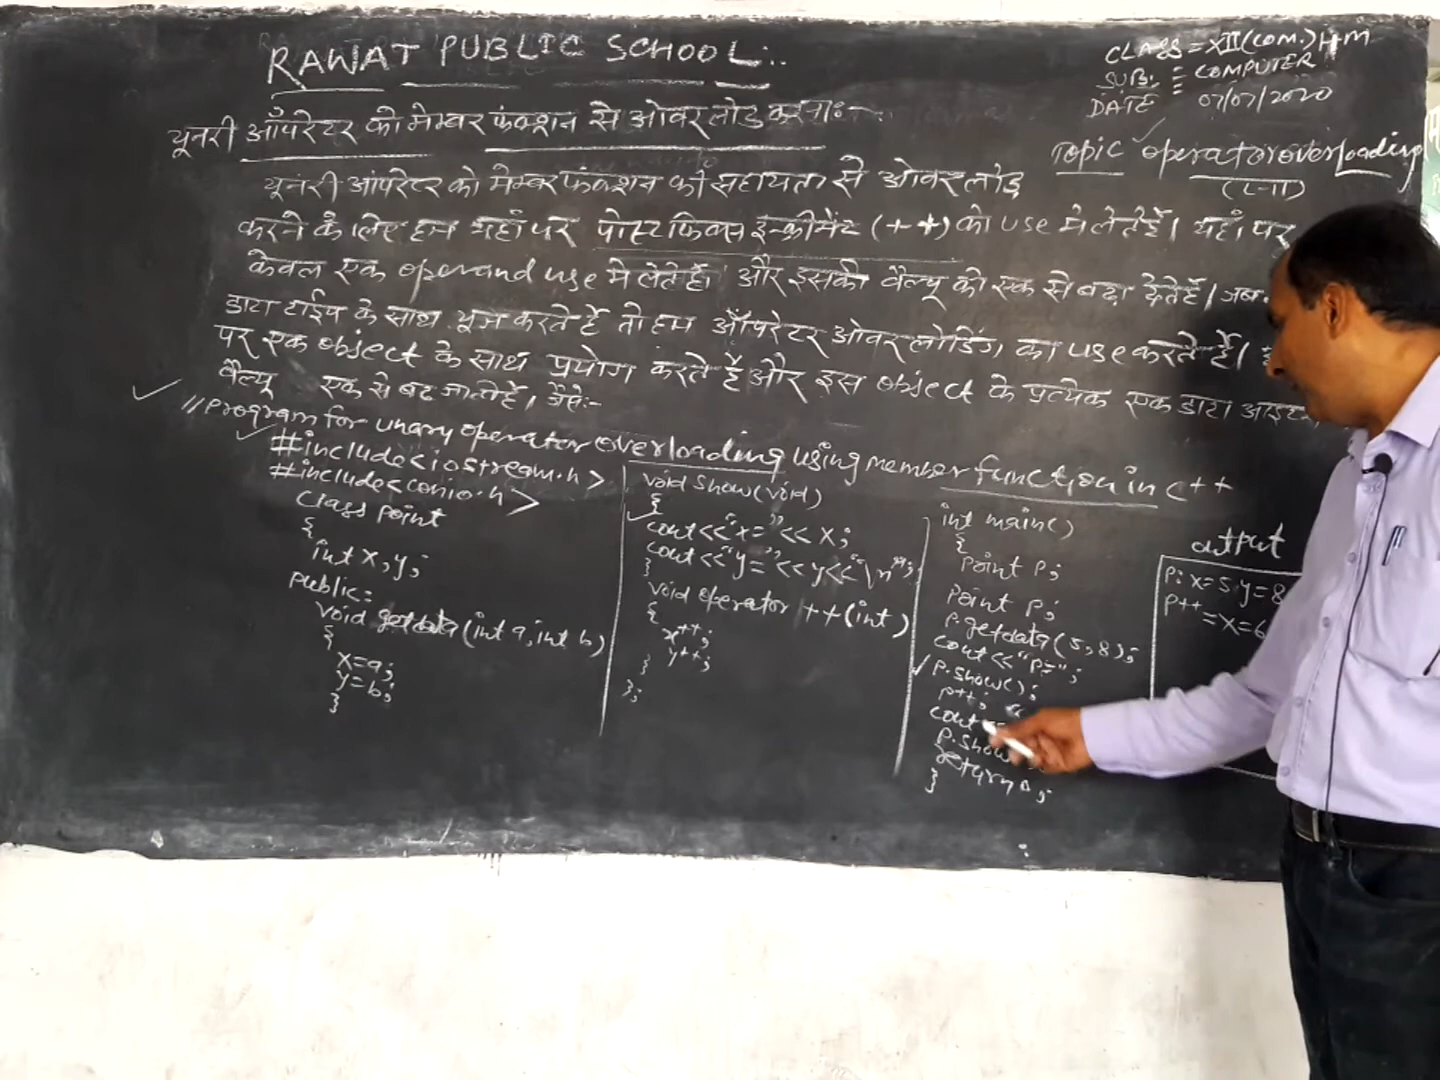 RAWAT PUBLIC SCHOOL:.
CLASS = XII (COM.) H M
SUB: = COMPUTER
DATE = 07/07/2020
Topic operator overloading
(L-11)
यूनरी ऑपरेटर को मेम्बर फंक्शन से ओवर लोड करना:-
यूनरी ऑपरेटर को मेम्बर फंक्शन की सहायता से ओवर लोड
करने के लिए हम यहाँ पर पोस्ट फिक्स इन्क्रीमेंट (++) को use मे लेते हैं। यहाँ पर
केवल एक operand use मे लेते हैं। और इसकी वैल्यू को एक से बढ़ा देते हैं। जब
डाटा टाईप के साथ यूज करते हैं तो हम ऑपरेटर ओवर लोडिंग का use करते हैं।
पर एक object के साथ प्रयोग करते हैं और इस object के प्रत्येक एक डाटा आइटम
वैल्यू एक से बढ़ जाती है। जैसे:-
// program for unary operator overloading using member function in C++
#include<iostream.h>
#include<conio.h>
class point
{
int x,y;
public:
void getdata(int a,int b)
{
x=a;
y=b;
}
void show(void)
{
cout<<"x="<<x;
cout<<"y="<<y<<"\n";
}
void operator ++(int)
{
x++;
y++;
}
};
int main()
{
point p;
point p;
p.getdata(5,8);
cout<<"p=";
p.show();
p++;
cout
p.show
return 0;
}
output
P: x=5,y=8
P++
=x=6